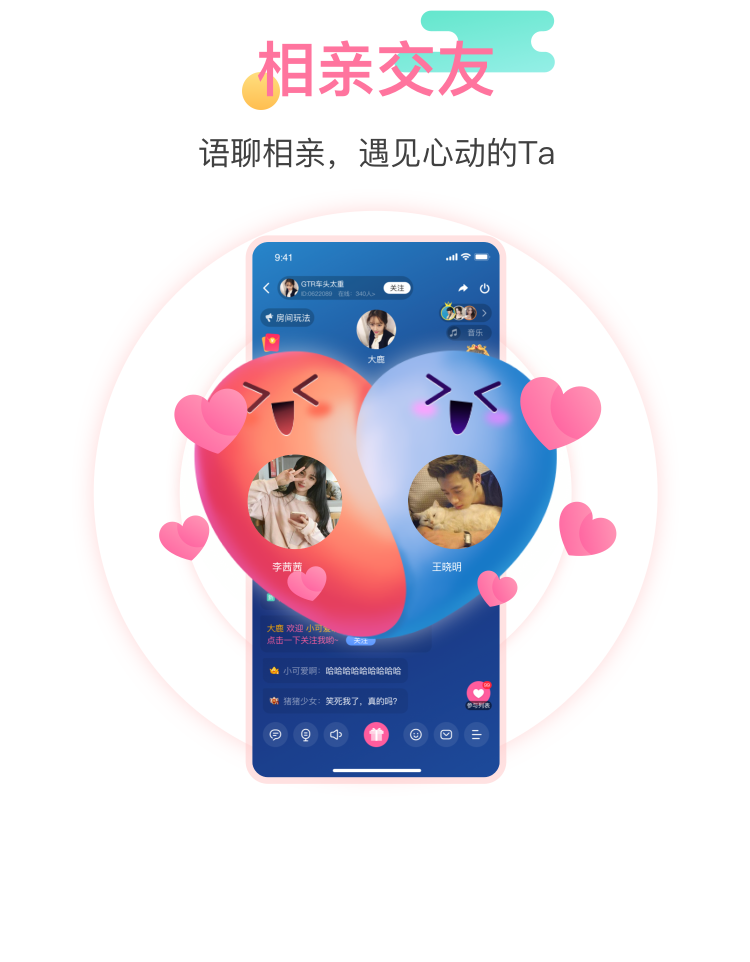 相亲交友
语聊相亲，遇见心动的Ta
9:41
GTR车头太重
关注
ID:0822089 在线：340人>
房间玩法
音乐
大鹿
李茜茜
王晓明
大鹿 欢迎 小可爱
点击一下关注我哟~ 关注
小可爱啊：哈哈哈哈哈哈哈哈哈
猪猪少女：笑死我了，真的吗?
参与列表